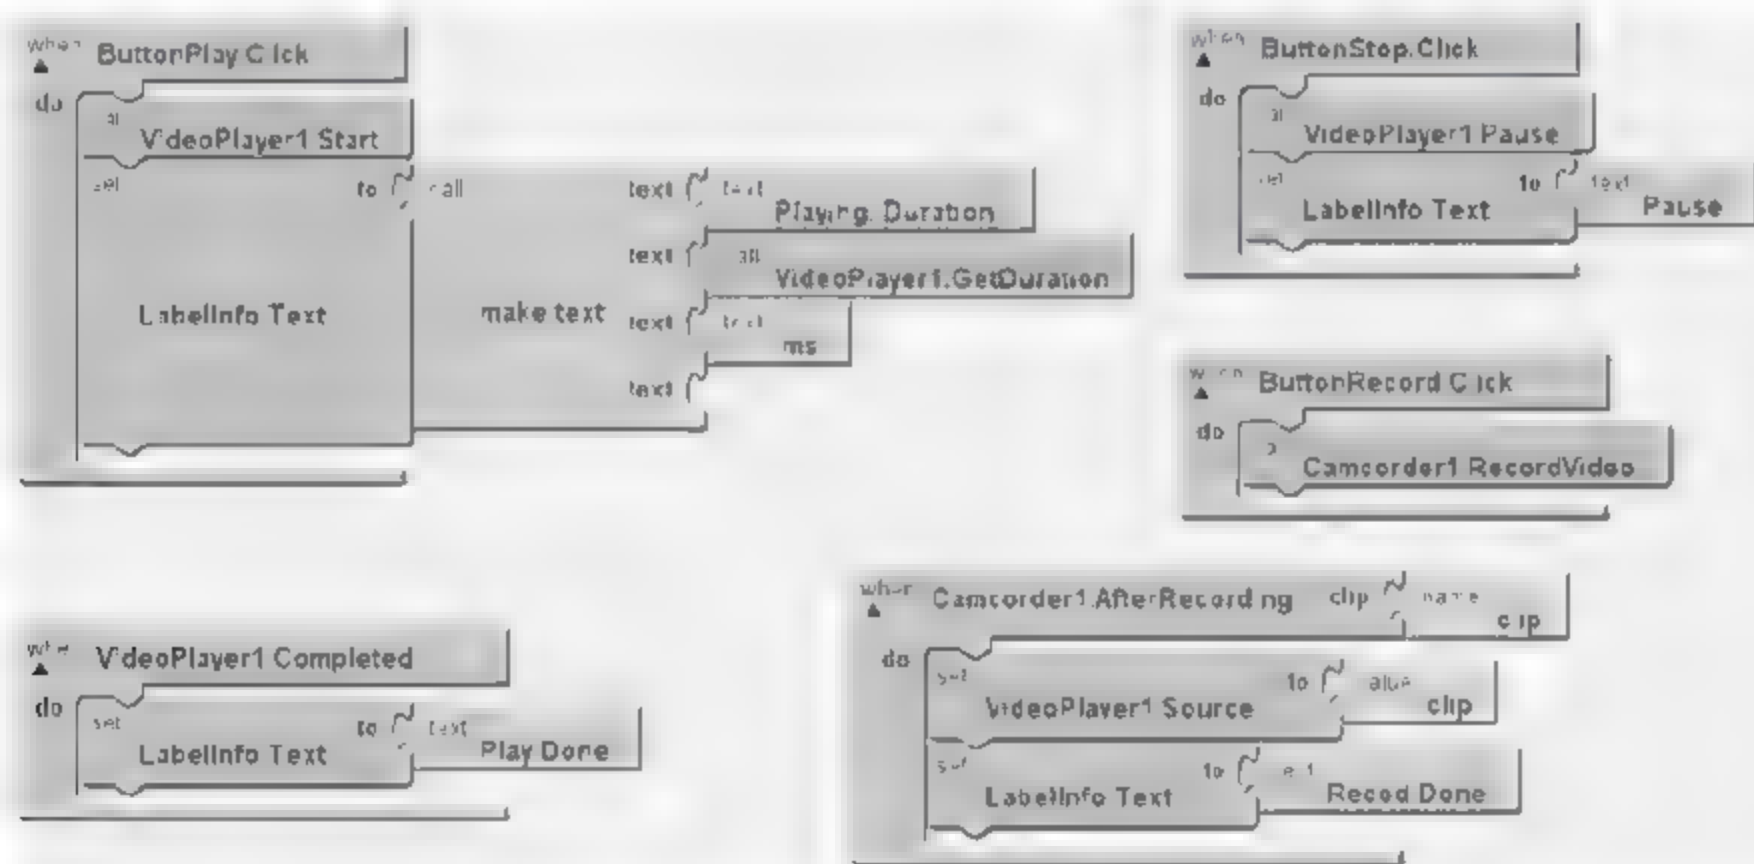 when ButtonPlay.Click
do
VideoPlayer1.Start
set LabelInfo.Text to
call make text
text text Playing. Duration
text call VideoPlayer1.GetDuration
text text ms
text
when ButtonStop.Click
do
VideoPlayer1.Pause
set LabelInfo.Text to text Pause
when ButtonRecord.Click
do
Camcorder1.RecordVideo
when VideoPlayer1.Completed
do
set LabelInfo.Text to text Play Done
when Camcorder1.AfterRecording clip name clip
do
set VideoPlayer1.Source to value clip
set LabelInfo.Text to text Recod Done